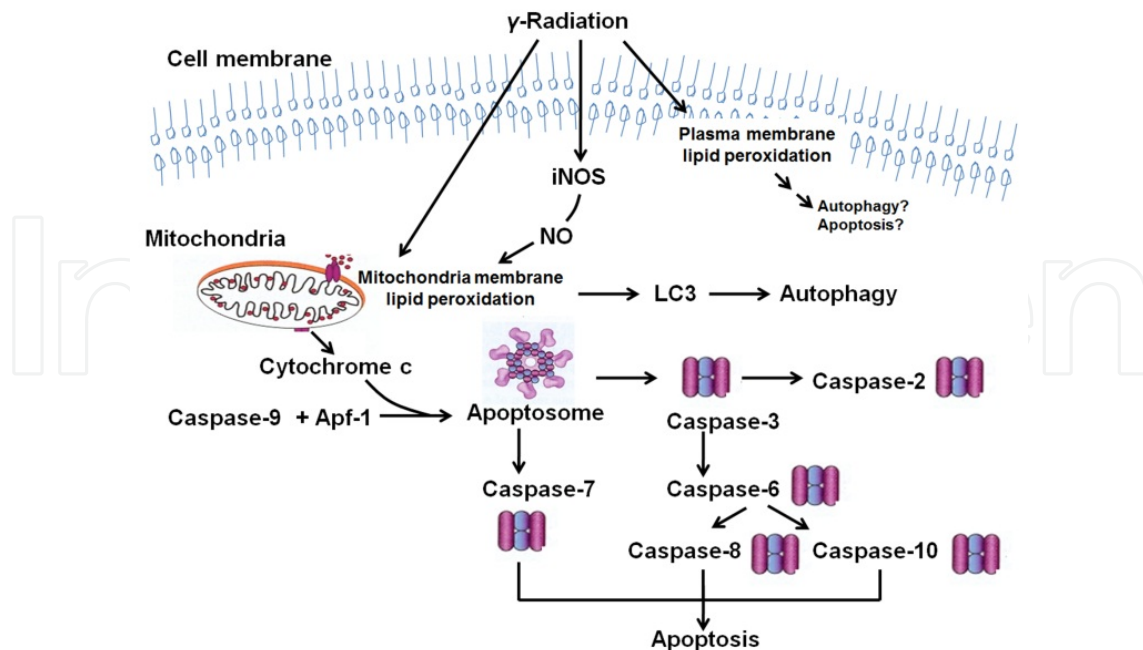 γ-Radiation
Cell membrane
Plasma membrane
lipid peroxidation
iNOS
Autophagy?
Apoptosis?
NO
Mitochondria
Mitochondria membrane
lipid peroxidation
LC3
Autophagy
Cytochrome c
Caspase-2
Caspase-9 + Apf-1
Apoptosome
Caspase-3
Caspase-7
Caspase-6
Caspase-8
Caspase-10
Apoptosis